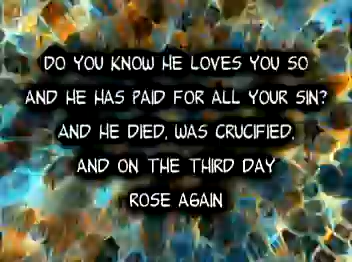 DO YOU KNOW HE LOVES YOU SO
AND HE HAS PAID FOR ALL YOUR SIN?
AND HE DIED, WAS CRUCIFIED,
AND ON THE THIRD DAY
ROSE AGAIN